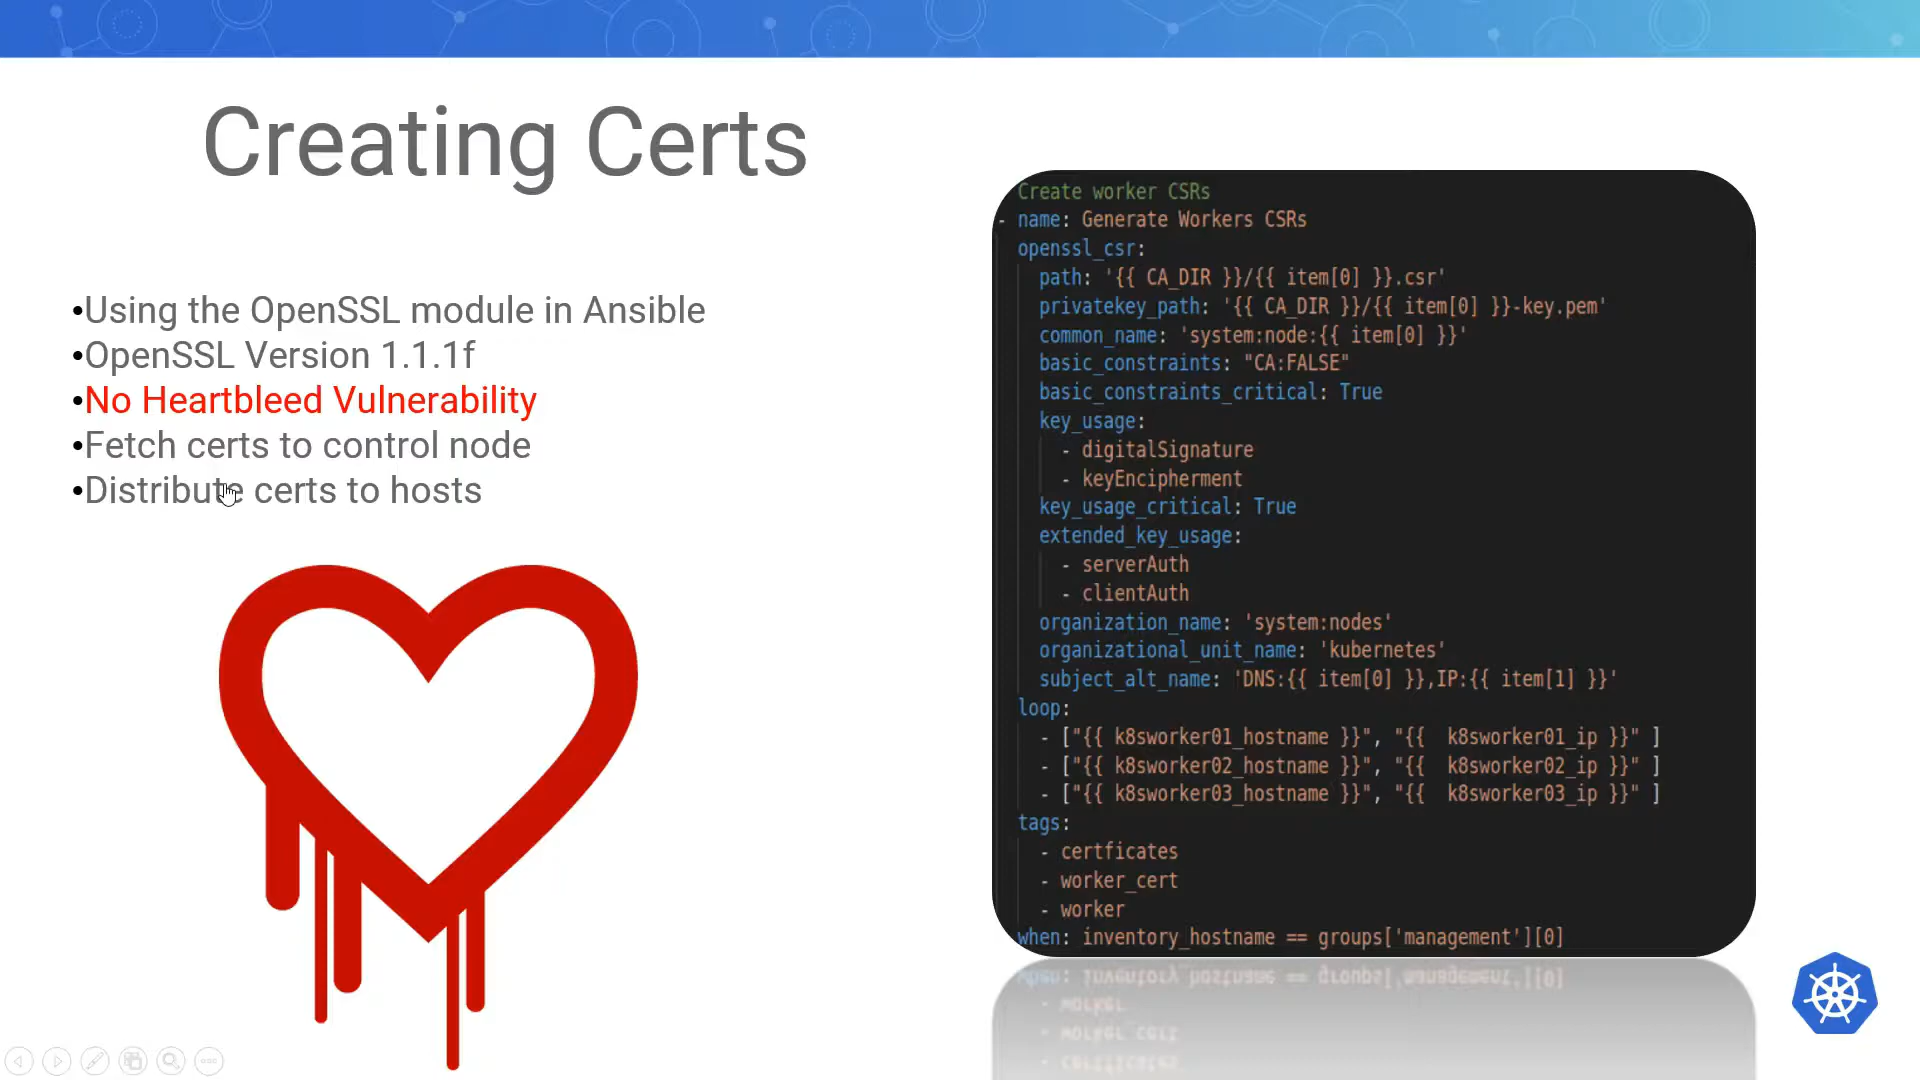 Creating Certs
•Using the OpenSSL module in Ansible
•OpenSSL Version 1.1.1f
•No Heartbleed Vulnerability
•Fetch certs to control node
•Distribute certs to hosts
Create worker CSRs
- name: Generate Workers CSRs
openssl_csr:
path: '{{ CA_DIR }}/{{ item[0] }}.csr'
privatekey_path: '{{ CA_DIR }}/{{ item[0] }}-key.pem'
common_name: 'system:node:{{ item[0] }}'
basic_constraints: "CA:FALSE"
basic_constraints_critical: True
key_usage:
- digitalSignature
- keyEncipherment
key_usage_critical: True
extended_key_usage:
- serverAuth
- clientAuth
organization_name: 'system:nodes'
organizational_unit_name: 'kubernetes'
subject_alt_name: 'DNS:{{ item[0] }},IP:{{ item[1] }}'
loop:
- ["{{ k8sworker01_hostname }}", "{{  k8sworker01_ip }}" ]
- ["{{ k8sworker02_hostname }}", "{{  k8sworker02_ip }}" ]
- ["{{ k8sworker03_hostname }}", "{{  k8sworker03_ip }}" ]
tags:
- certficates
- worker_cert
- worker
when: inventory_hostname == groups['management'][0]